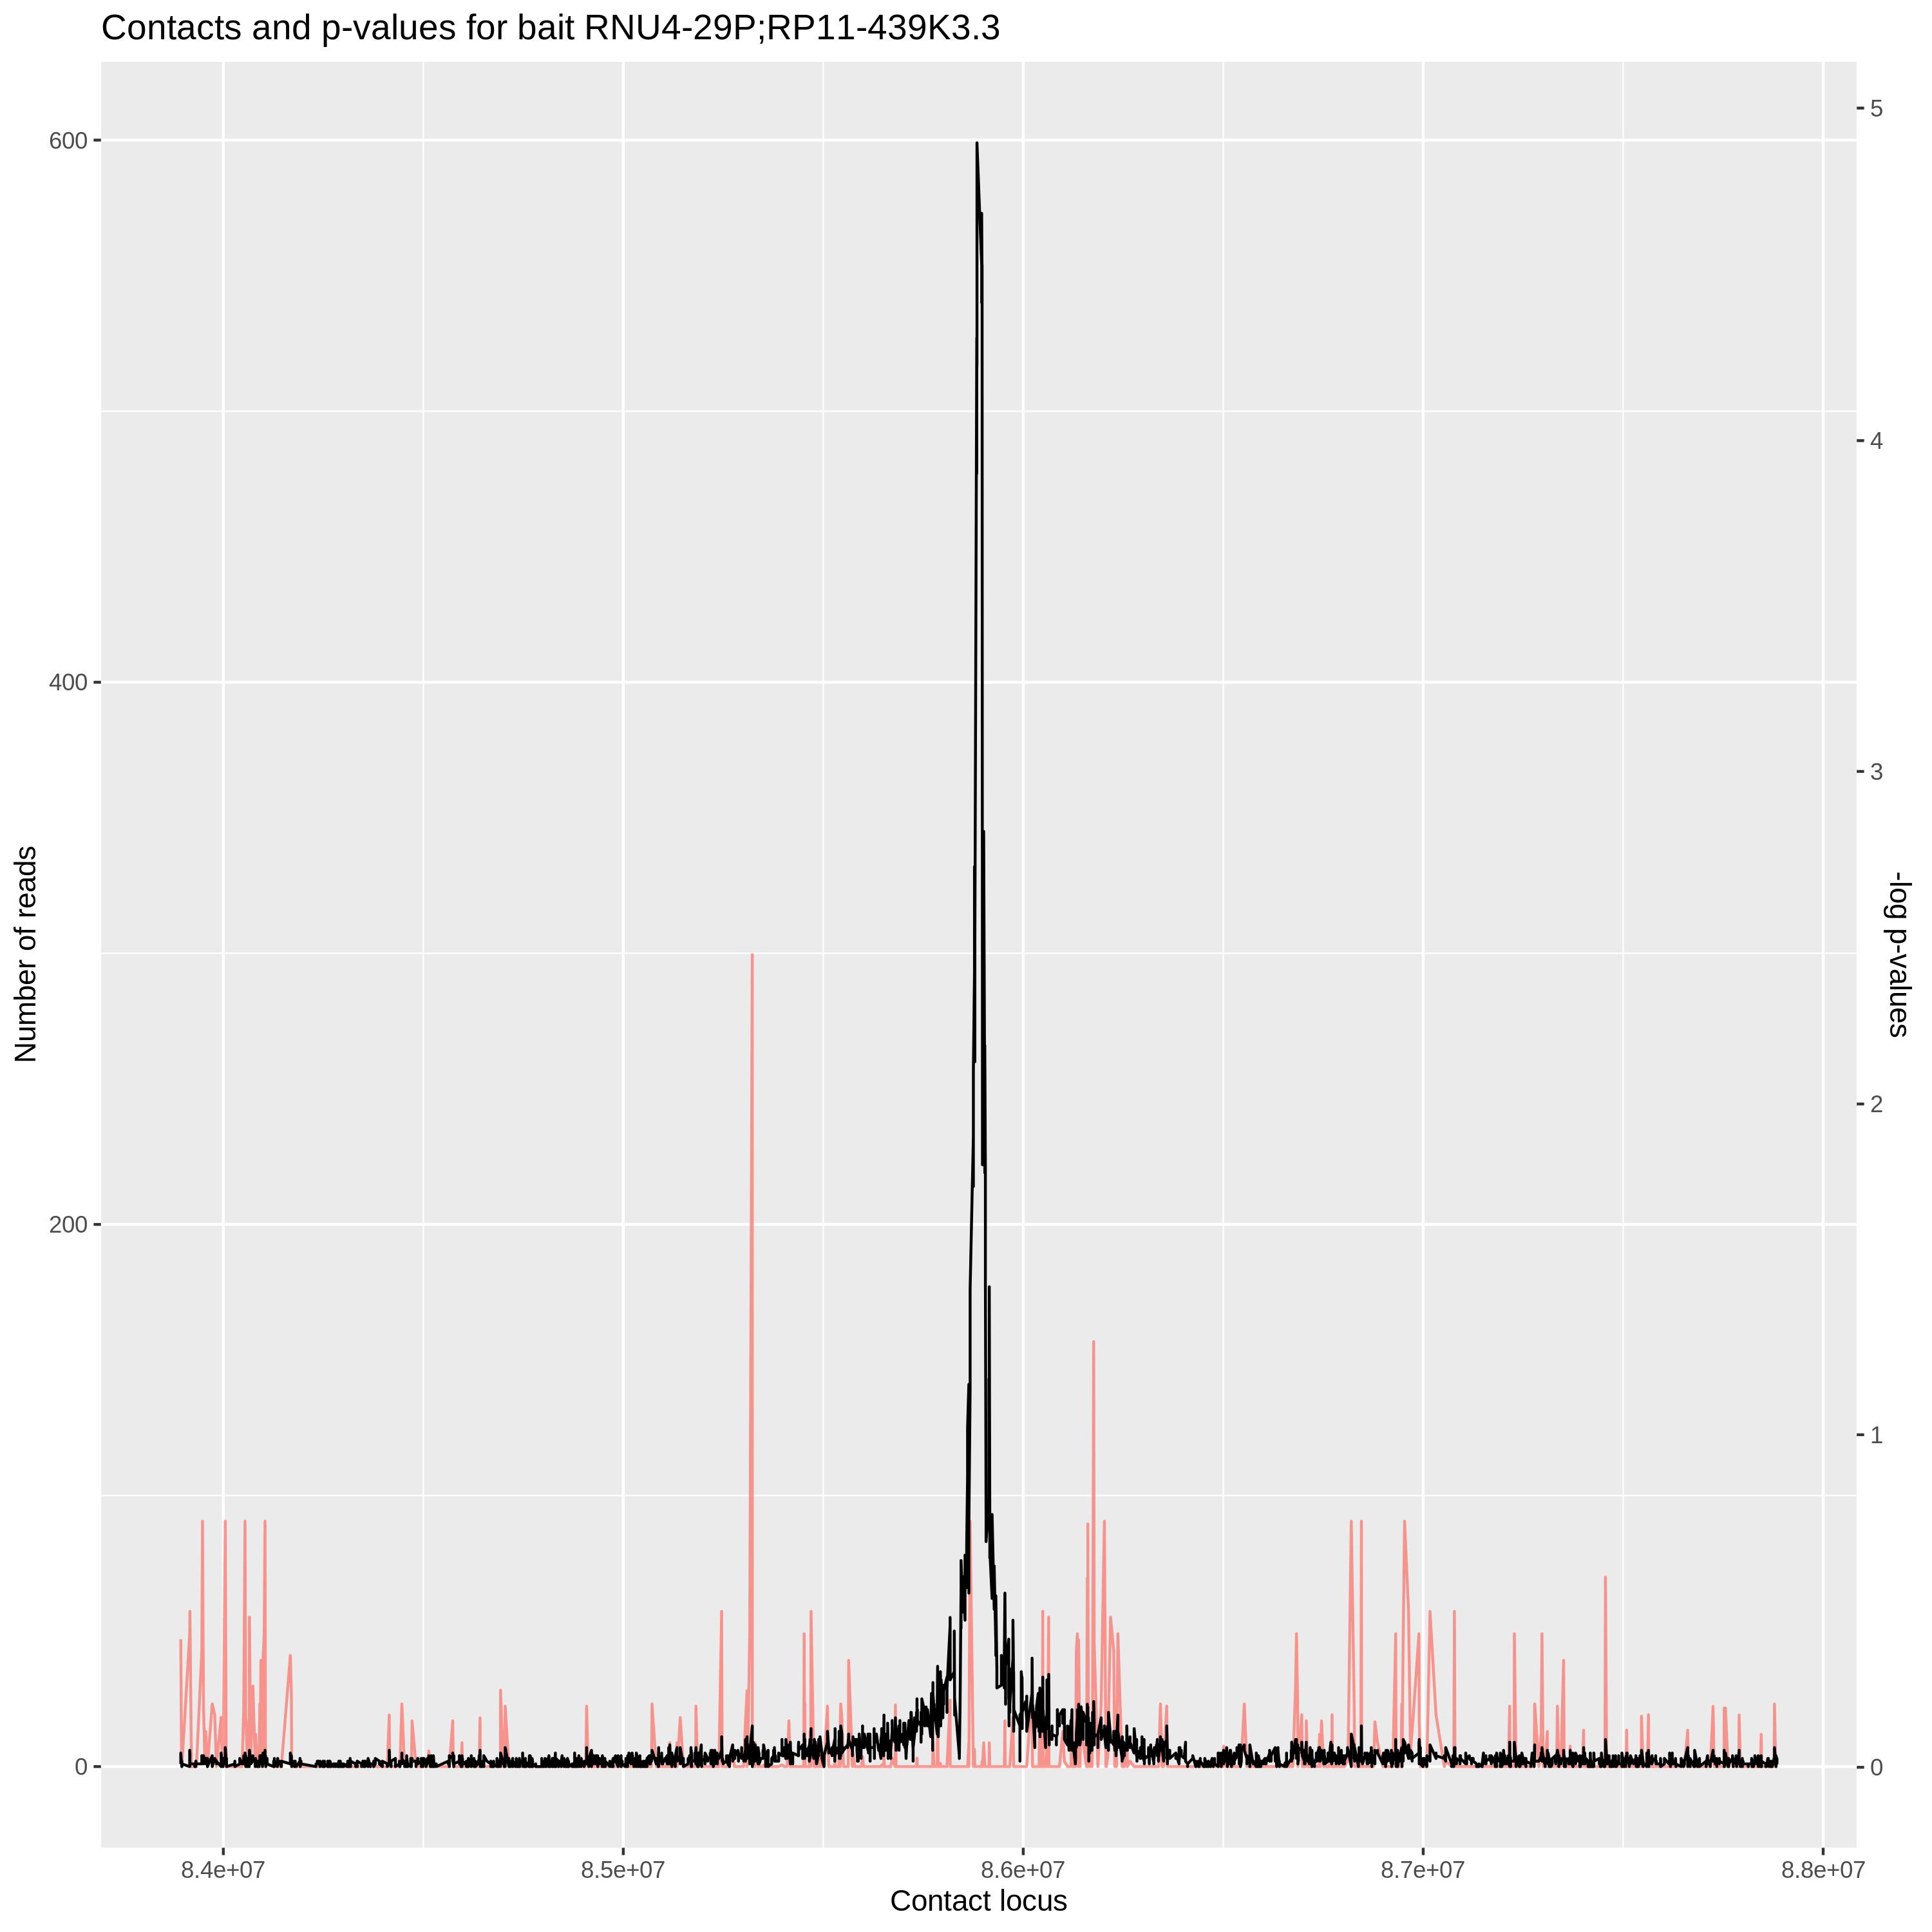 Contacts and p-values for bait RNU4-29P;RP11-439K3.3
600
400
200
0
Number of reads
5
4
3
2
1
0
-log p-values
8.4e+07
8.5e+07
8.6e+07
8.7e+07
8.8e+07
Contact locus